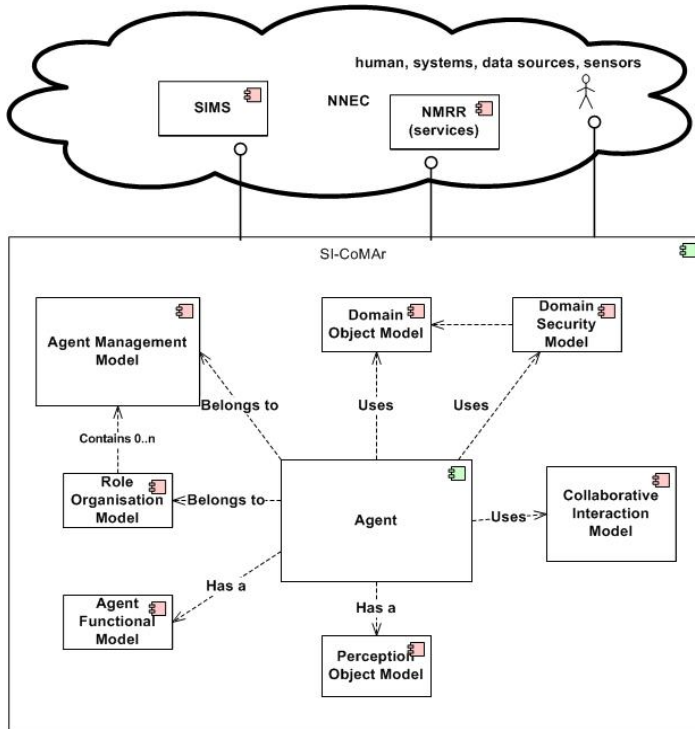 human, systems, data sources, sensors
SIMS
NNEC
NMRR
(services)
SI-CoMAr
Agent Management
Model
Domain
Object Model
Domain
Security
Model
Belongs to
Uses
Uses
Contains 0..n
Role
Organisation
Model
Belongs to
Agent
Uses
Collaborative
Interaction
Model
Has a
Agent
Functional
Model
Has a
Perception
Object Model